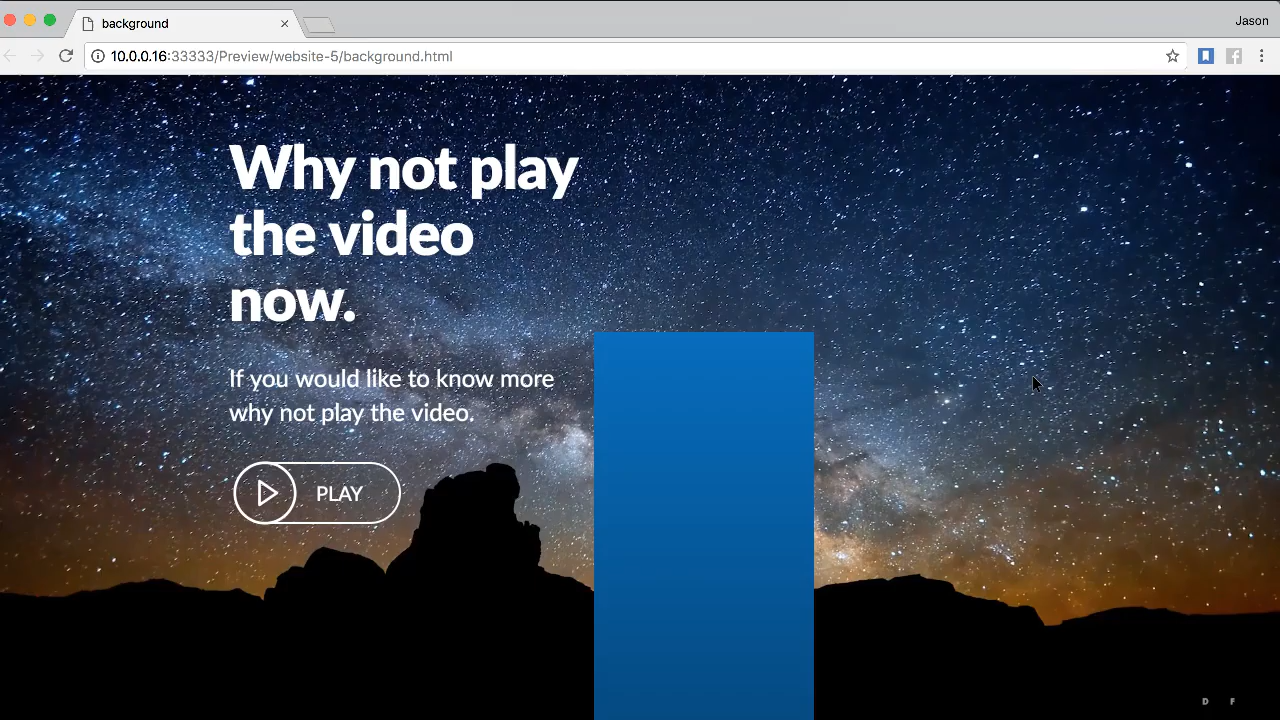 background
Jason
10.0.0.16:33333/Preview/website-5/background.html
Why not play
the video
now.
If you would like to know more
why not play the video.
PLAY
D F